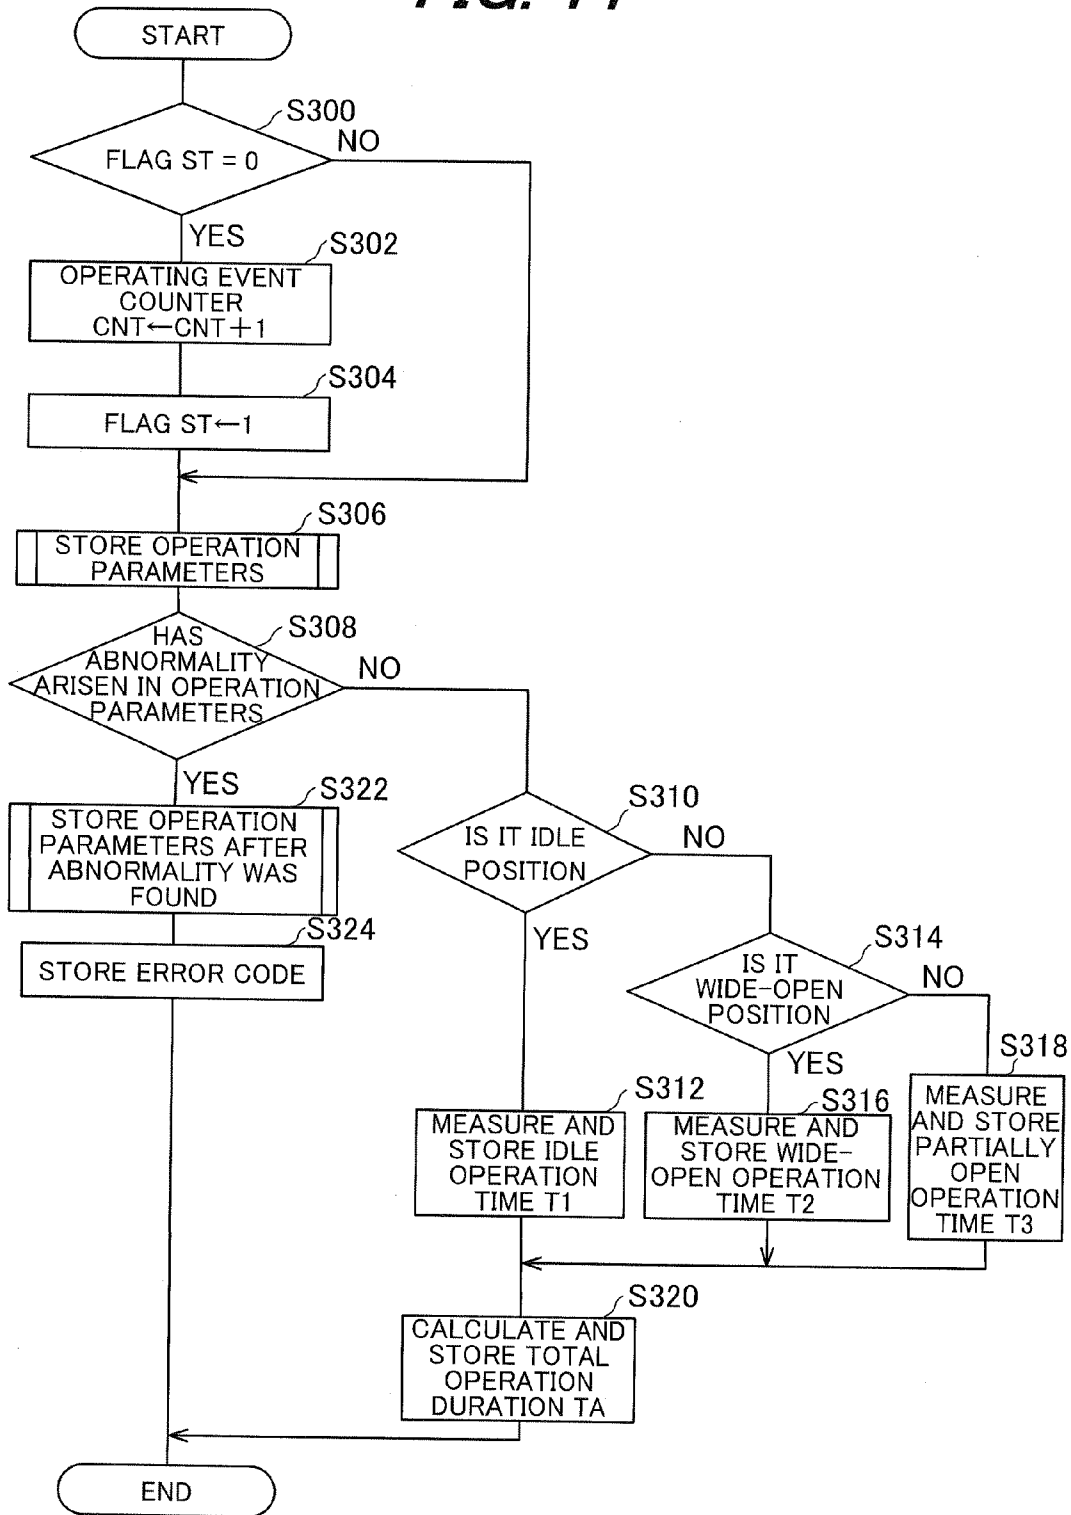 FIG. 11
START
S300
FLAG ST = 0
NO
YES
S302
OPERATING EVENT
COUNTER
CNT←CNT+1
S304
FLAG ST←1
S306
STORE OPERATION
PARAMETERS
S308
HAS
ABNORMALITY
ARISEN IN OPERATION
PARAMETERS
NO
YES
S322
STORE OPERATION
PARAMETERS AFTER
ABNORMALITY WAS
FOUND
S324
STORE ERROR CODE
S310
IS IT IDLE
POSITION
NO
YES
S314
IS IT
WIDE-OPEN
POSITION
NO
YES
S312
MEASURE AND
STORE IDLE
OPERATION
TIME T1
S316
MEASURE AND
STORE WIDE-
OPEN OPERATION
TIME T2
S318
MEASURE
AND STORE
PARTIALLY
OPEN
OPERATION
TIME T3
S320
CALCULATE AND
STORE TOTAL
OPERATION
DURATION TA
END